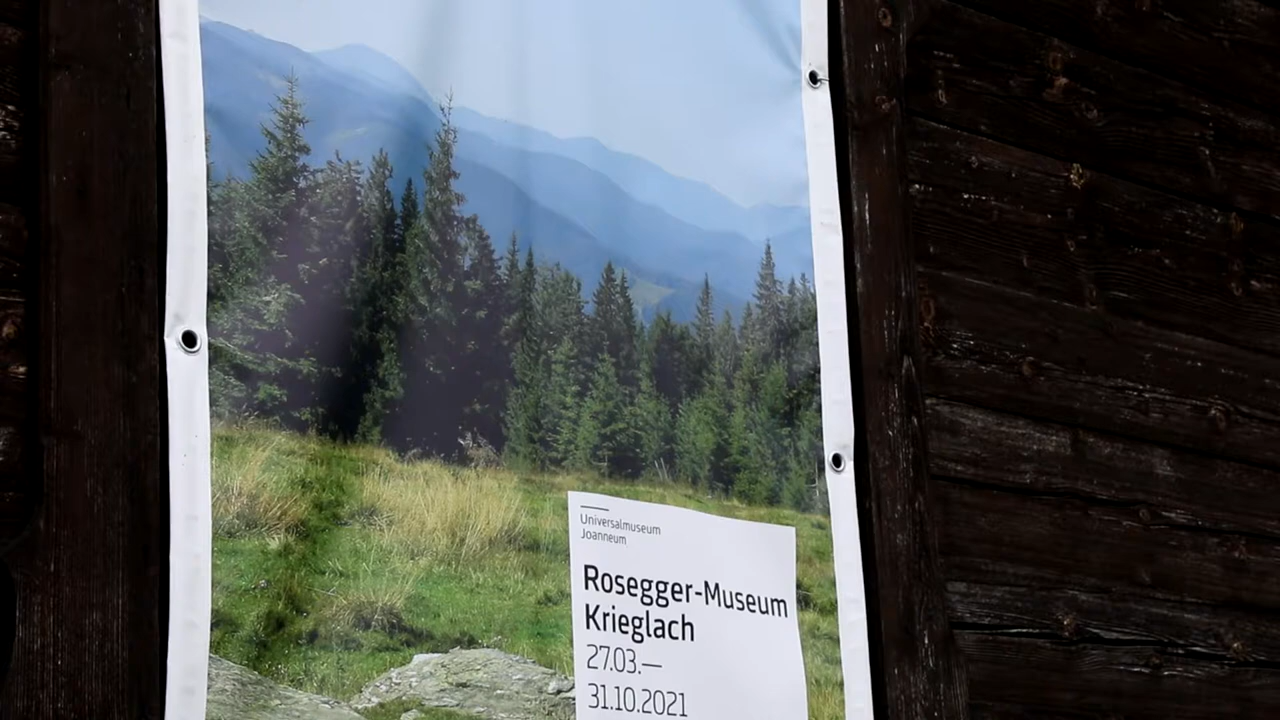 Universalmuseum
Joanneum
Rosegger-Museum
Krieglach
27.03.—
31.10.2021